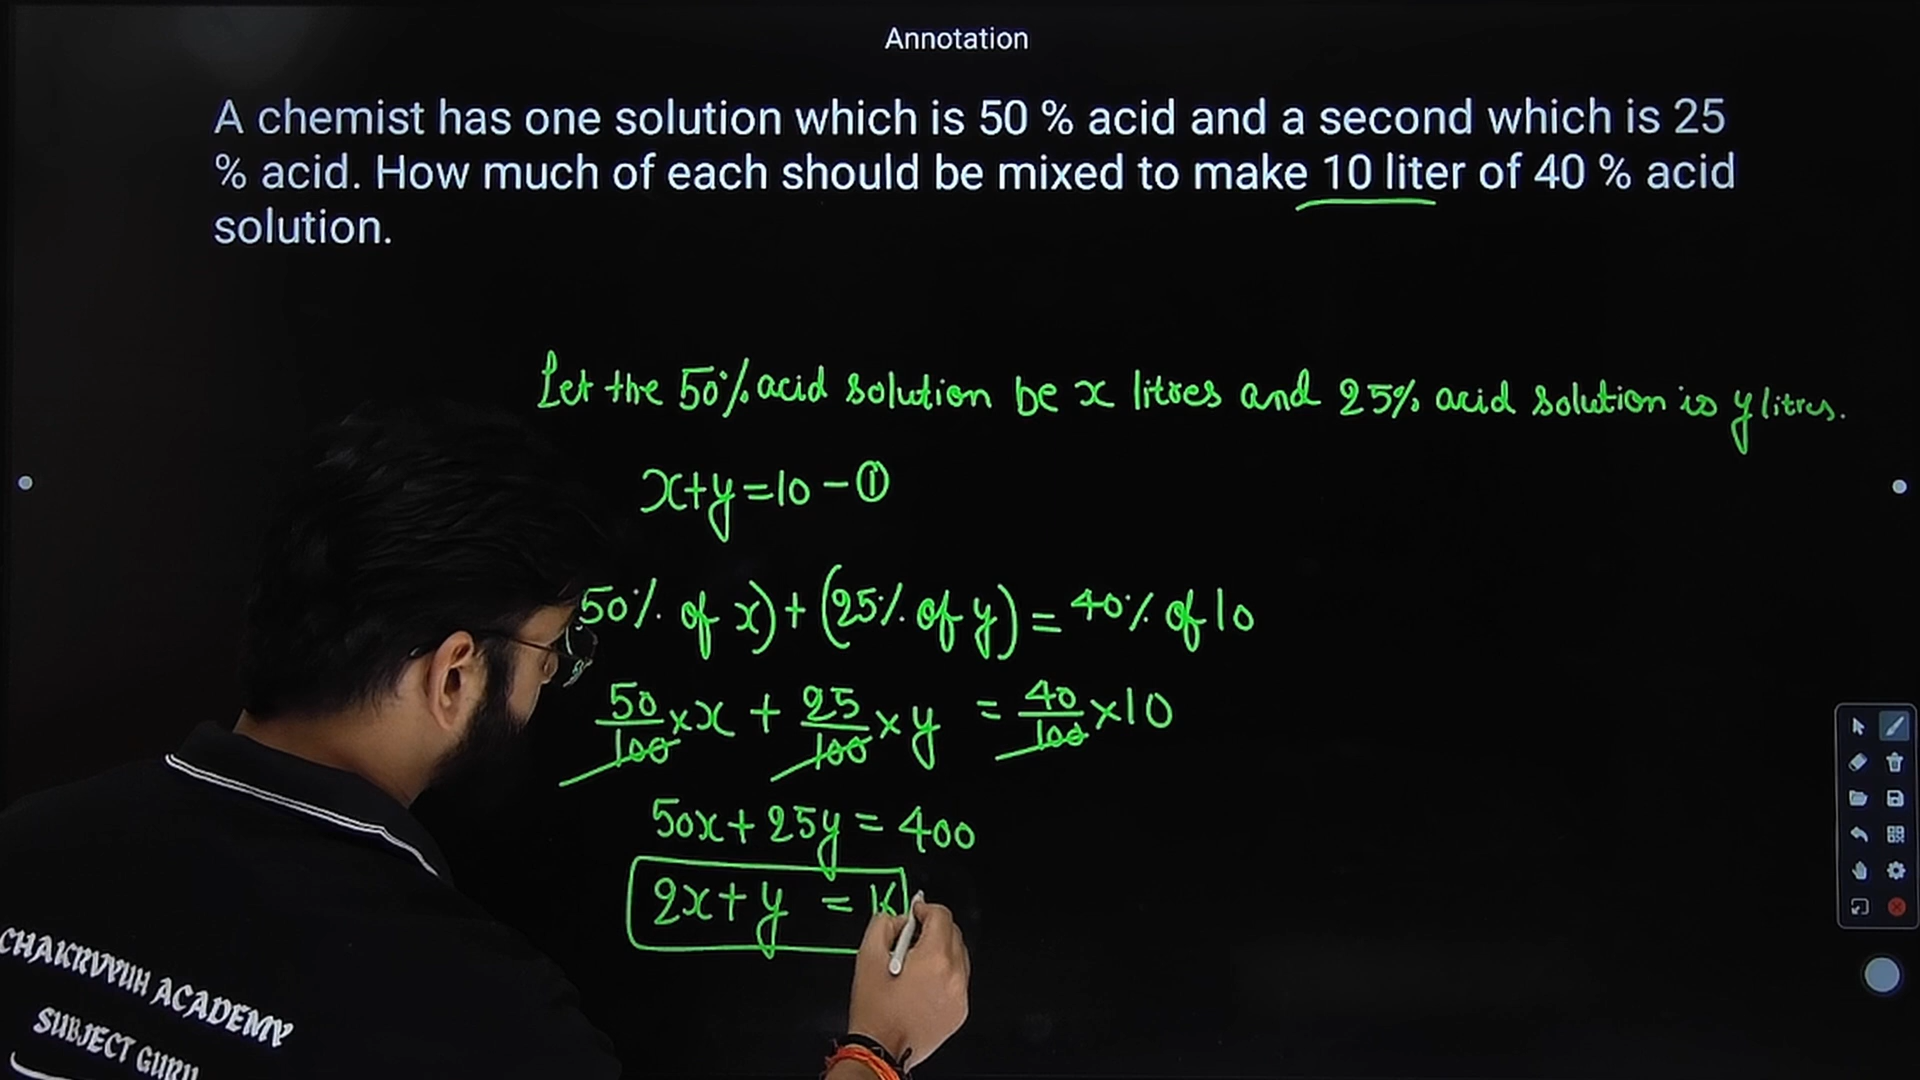 Annotation
A chemist has one solution which is 50 % acid and a second which is 25
% acid. How much of each should be mixed to make 10 liter of 40 % acid
solution.
Let the 50% acid solution be x litres and 25% acid solution is y litres.
x+y=10 - ①
50% of x) + (25% of y) = 40% of 10
50/100 × x + 25/100 × y = 40/100 × 10
50x + 25y = 400
2x + y = 16
CHAKRVYUH ACADEMY
SUBJECT GURU